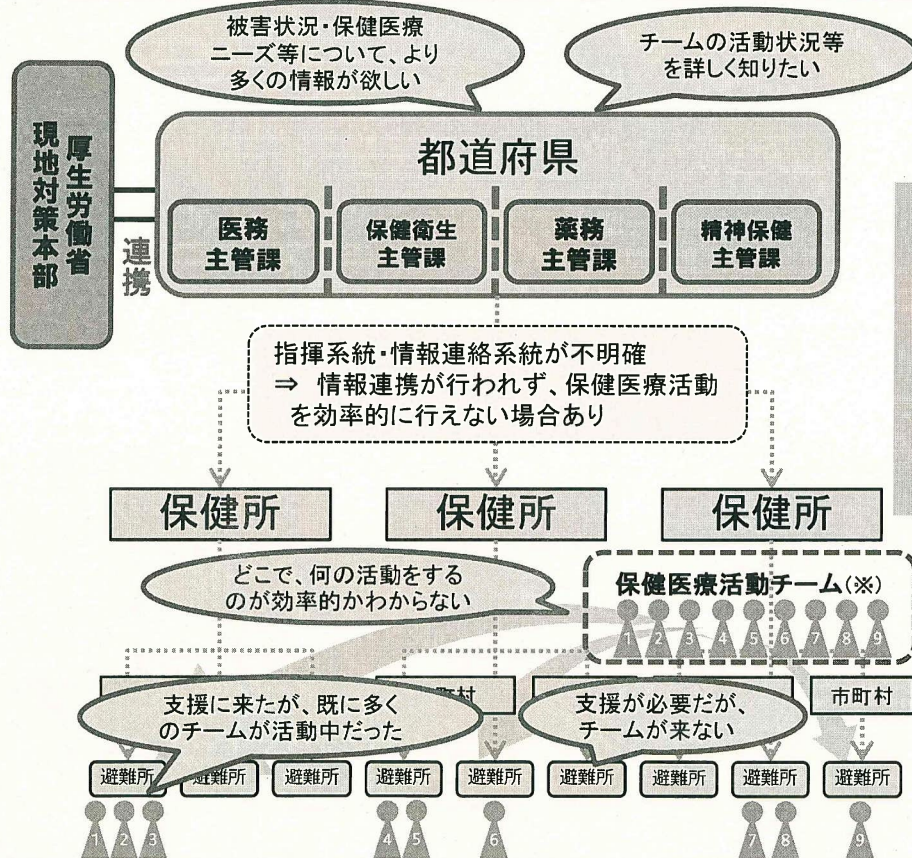 被害状況・保健医療
ニーズ等について、より
多くの情報が欲しい
チームの活動状況等
を詳しく知りたい
厚生労働省
現地対策本部
連携
都道府県
医務
主管課
保健衛生
主管課
薬務
主管課
精神保健
主管課
指揮系統・情報連絡系統が不明確
⇒ 情報連携が行われず、保健医療活動
を効率的に行えない場合あり
保健所
保健所
保健所
どこで、何の活動をする
のが効率的かわからない
保健医療活動チーム(※)
1 2 3 4 5 6 7 8 9
支援に来たが、既に多く
のチームが活動中だった
町村
支援が必要だが、
チームが来ない
市町村
避難所 避難所 避難所 避難所 避難所 避難所 避難所 避難所 避難所
1 2 3 4 5 6 7 8 9